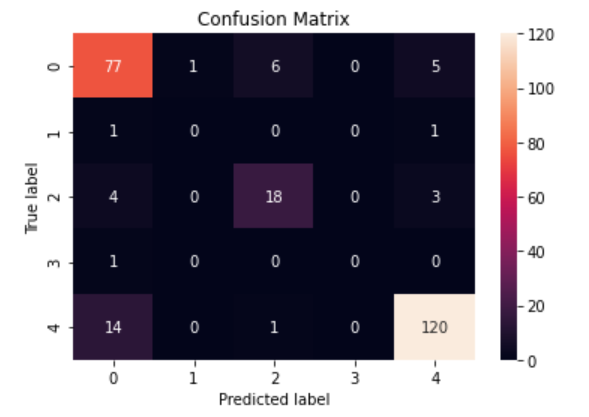 Confusion Matrix
0 77 1 6 0 5
1 1 0 0 0 1
2 4 0 18 0 3
3 1 0 0 0 0
4 14 0 1 0 120
0 1 2 3 4
True label
Predicted label
120
100
80
60
40
20
0